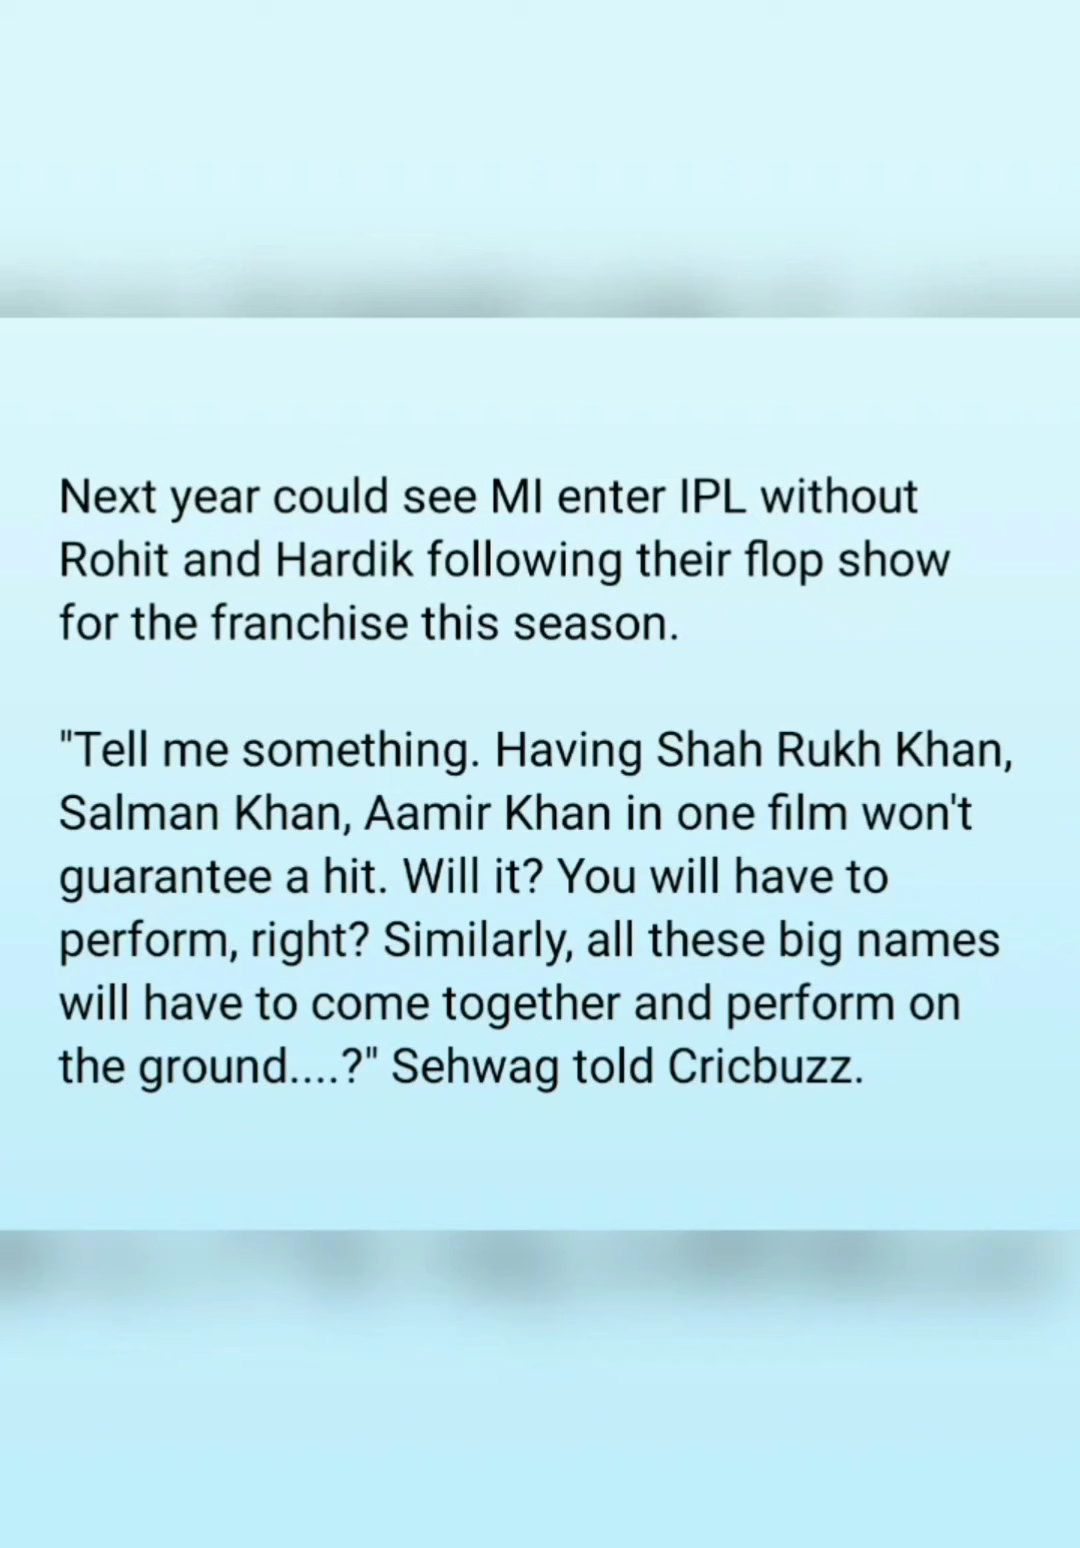 Next year could see MI enter IPL without
Rohit and Hardik following their flop show
for the franchise this season.
"Tell me something. Having Shah Rukh Khan,
Salman Khan, Aamir Khan in one film won't
guarantee a hit. Will it? You will have to
perform, right? Similarly, all these big names
will have to come together and perform on
the ground....?" Sehwag told Cricbuzz.